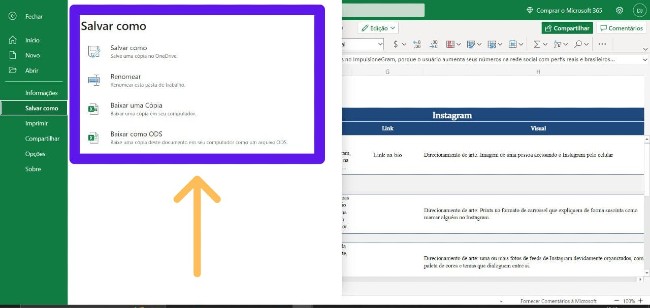 Fechar
Início
Novo
Abrir
Informações
Salvar como
Imprimir
Compartilhar
Opções
Sobre
Salvar como
Salvar como
Salve uma cópia no OneDrive.
Renomear
Renomear esta pasta de trabalho.
Baixar uma Cópia
Baixar uma cópia em seu computador.
Baixar como ODS
Baixe uma cópia deste documento em seu computador como um arquivo ODS.
Comprar o Microsoft 365
Edição
Compartilhar
Comentários
no ImpulsioneGram, porque o usuário aumenta seus números na rede social com perfis reais e brasileiros...
G
H
Instagram
Link
Visual
Link na bio
Direcionamento de arte: Imagem de uma pessoa acessando o Instagram pelo celular
Direcionamento de arte: Prints no formato de carrossel que expliquem de forma sucinta como
marcar alguém no Instagram.
Direcionamento de arte: uma ou mais fotos de feeds de Instagram devidamente organizados, com
paleta de cores e temas que dialoguem entre si.
Fornecer Comentários à Microsoft
100%